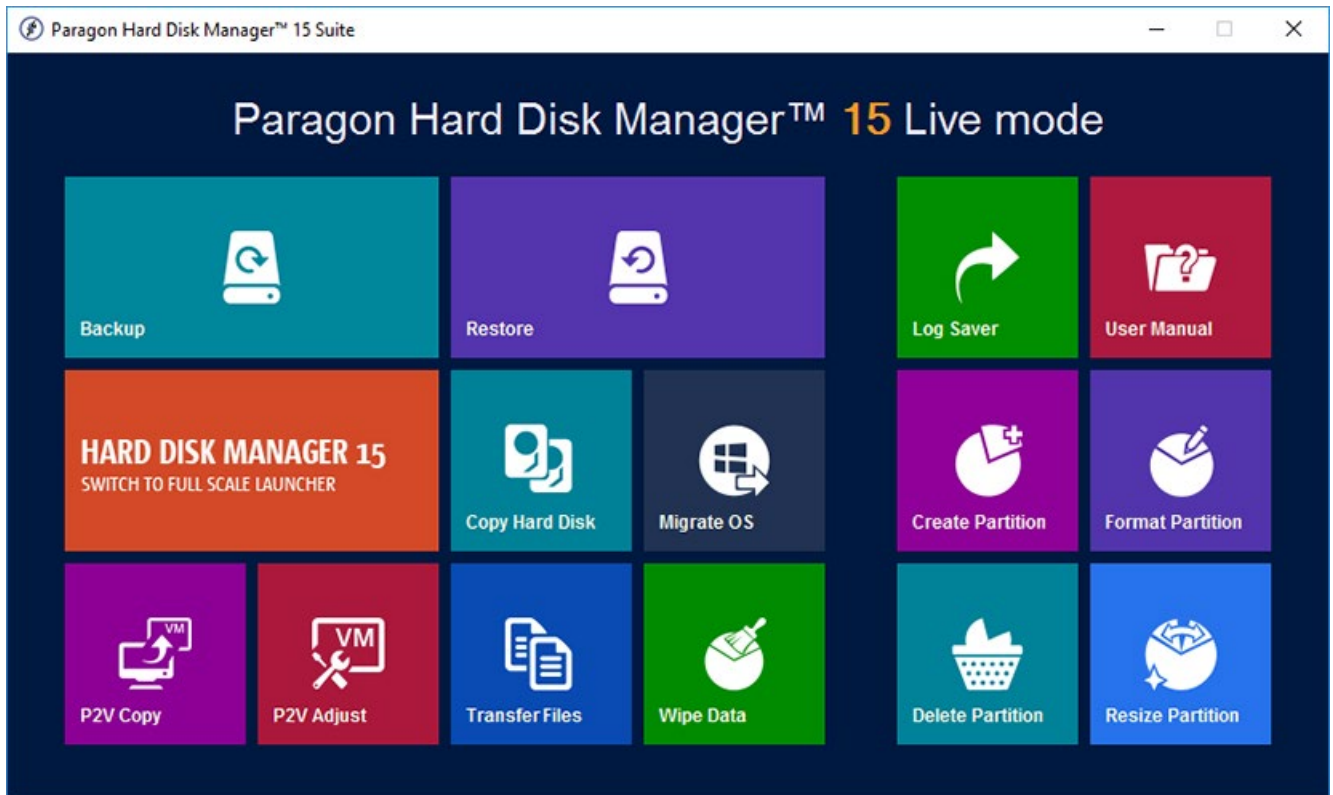 Paragon Hard Disk Manager™ 15 Suite
Paragon Hard Disk Manager™ 15 Live mode
Backup
Restore
Log Saver
User Manual
HARD DISK MANAGER 15
SWITCH TO FULL SCALE LAUNCHER
Copy Hard Disk
Migrate OS
Create Partition
Format Partition
VM
P2V Copy
VM
P2V Adjust
Transfer Files
Wipe Data
Delete Partition
Resize Partition